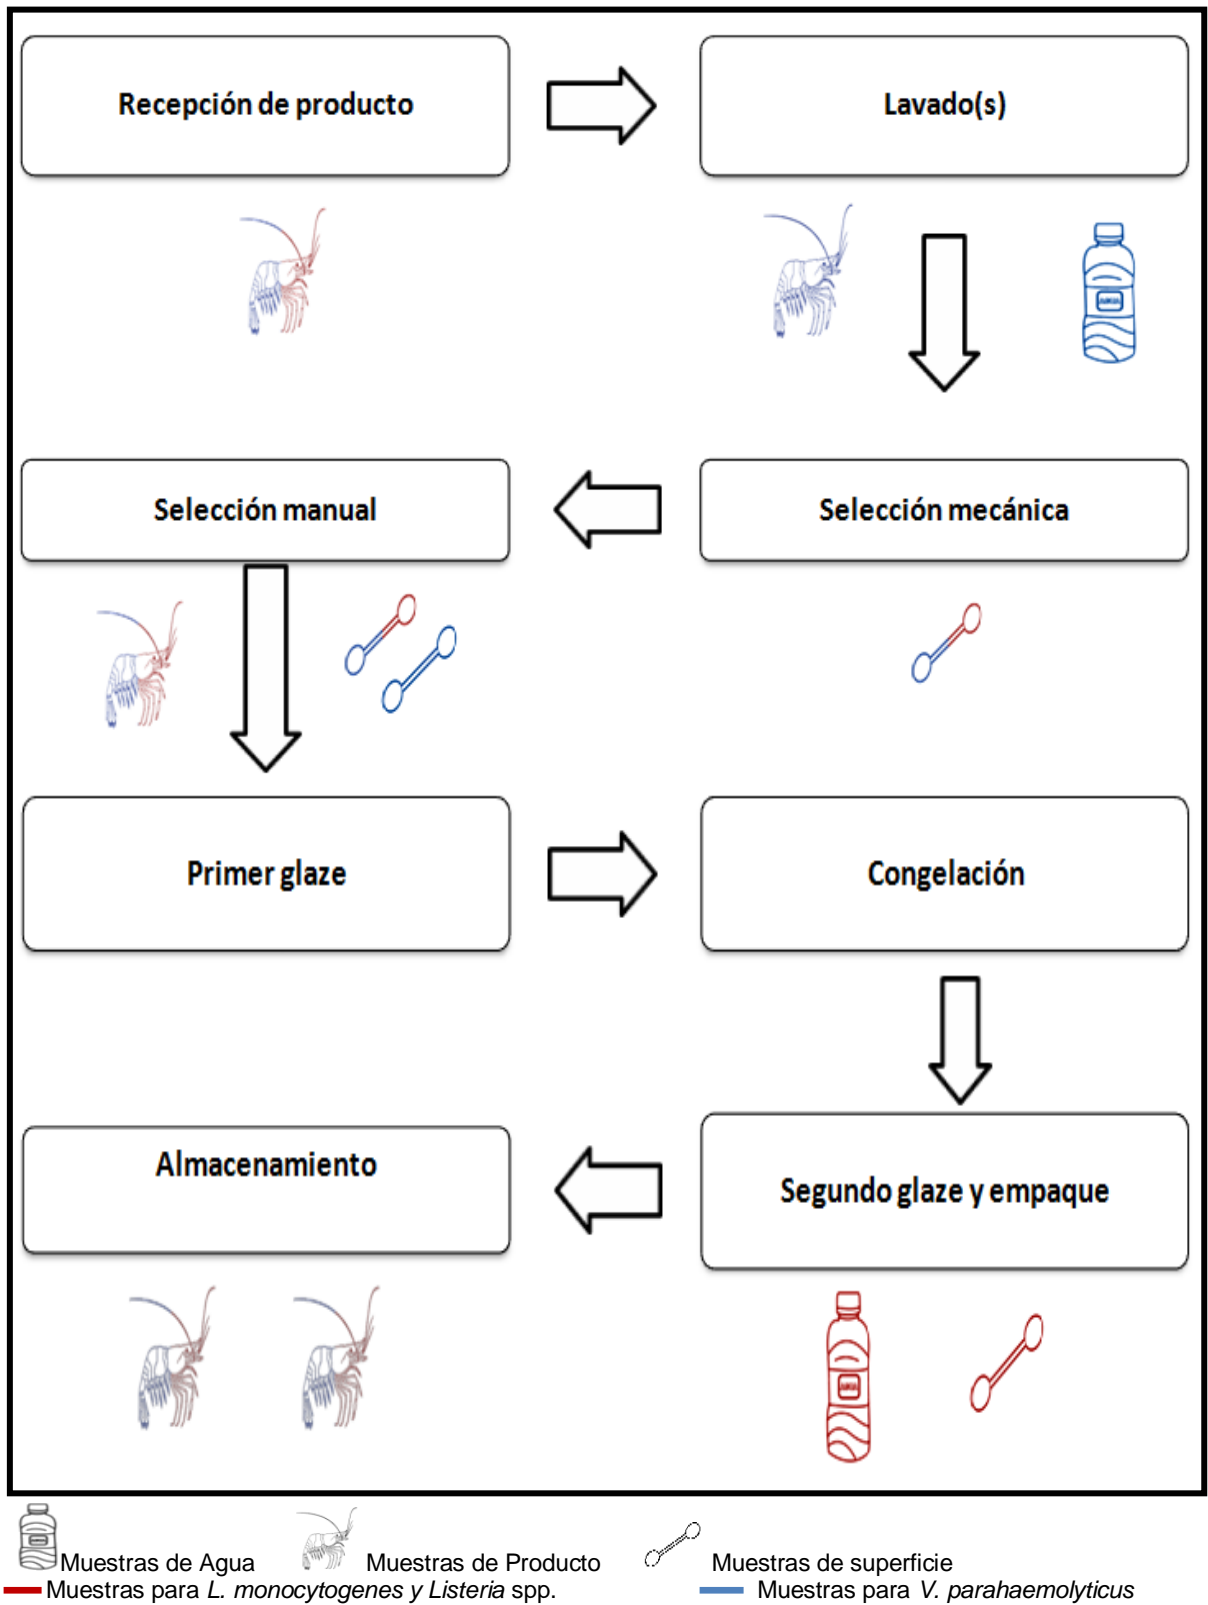 Recepción de producto
Lavado(s)
Selección manual
Selección mecánica
Primer glaze
Congelación
Almacenamiento
Segundo glaze y empaque
Muestras de Agua Muestras de Producto Muestras de superficie
Muestras para L. monocytogenes y Listeria spp. Muestras para V. parahaemolyticus